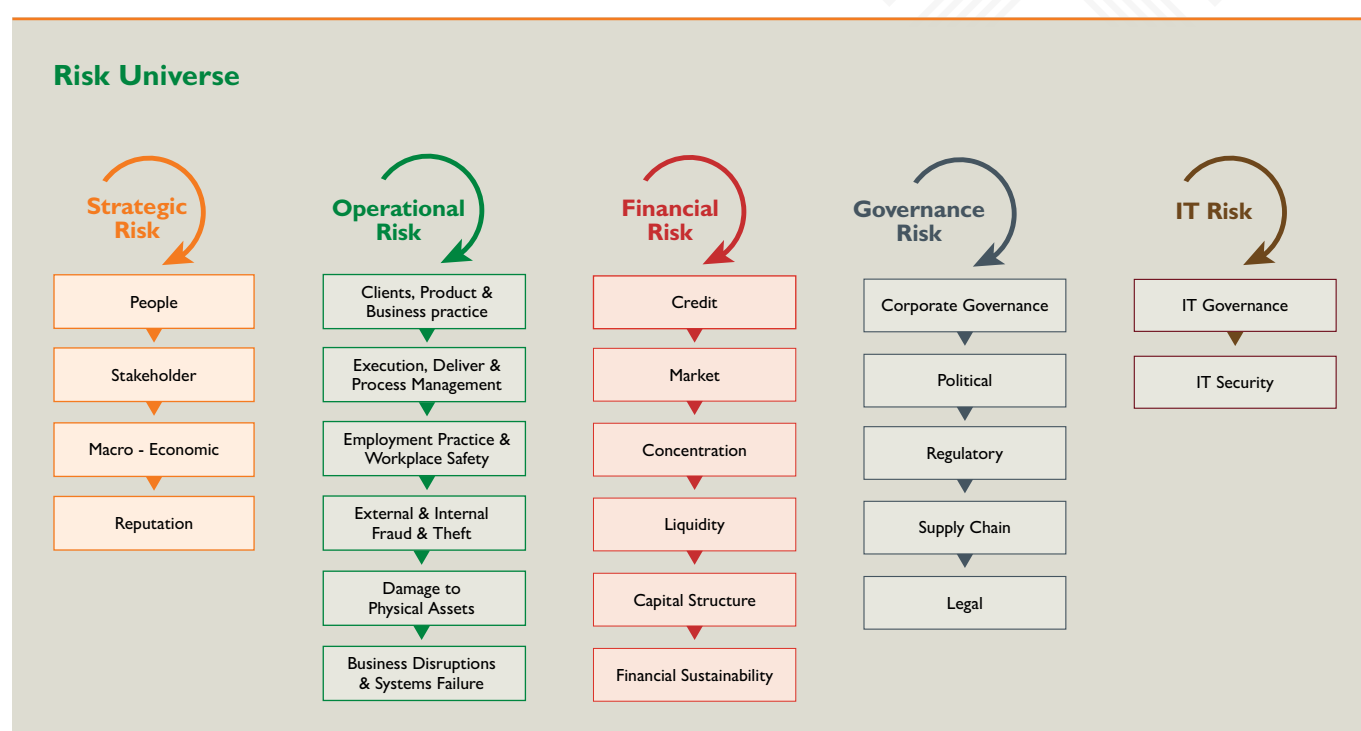 Risk Universe
Strategic
Risk
People
Stakeholder
Macro - Economic
Reputation
Operational
Risk
Clients, Product &
Business practice
Execution, Deliver &
Process Management
Employment Practice &
Workplace Safety
External & Internal
Fraud & Theft
Damage to
Physical Assets
Business Disruptions
& Systems Failure
Financial
Risk
Credit
Market
Concentration
Liquidity
Capital Structure
Financial Sustainability
Governance
Risk
Corporate Governance
Political
Regulatory
Supply Chain
Legal
IT Risk
IT Governance
IT Security